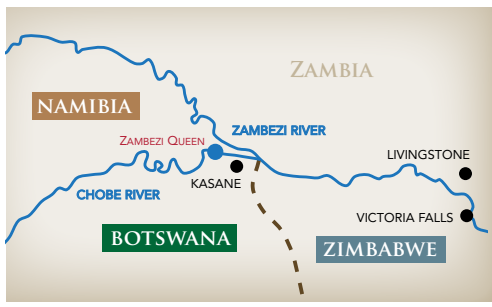 ZAMBIA
NAMIBIA
ZAMBEZI QUEEN
ZAMBEZI RIVER
LIVINGSTONE
KASANE
CHOBE RIVER
VICTORIA FALLS
BOTSWANA
ZIMBABWE